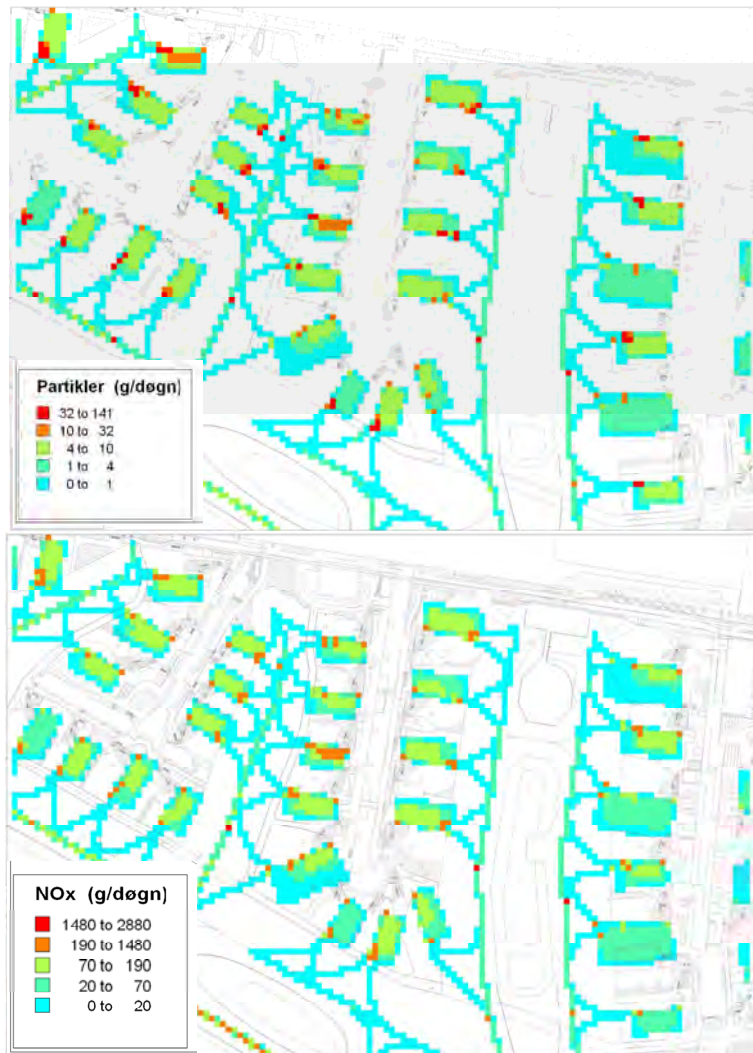 Partikler (g/døgn)
32 to 141
10 to 32
4 to 10
1 to 4
0 to 1
NOx (g/døgn)
1480 to 2880
190 to 1480
70 to 190
20 to 70
0 to 20